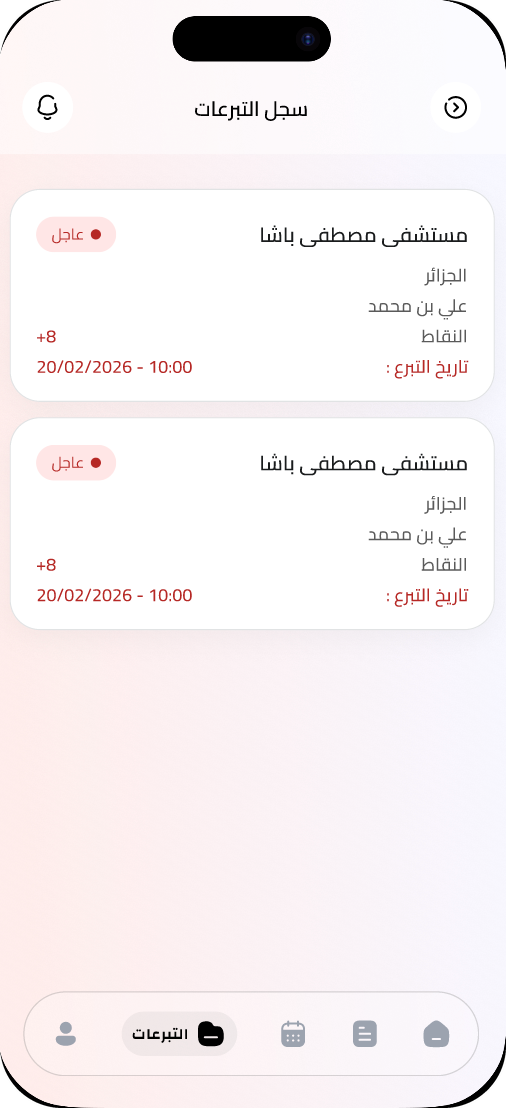 سجل التبرعات
مستشفى مصطفى باشا
عاجل
الجزائر
علي بن محمد
النقاط +8
تاريخ التبرع : 20/02/2026 - 10:00
مستشفى مصطفى باشا
عاجل
الجزائر
علي بن محمد
النقاط +8
تاريخ التبرع : 20/02/2026 - 10:00
التبرعات